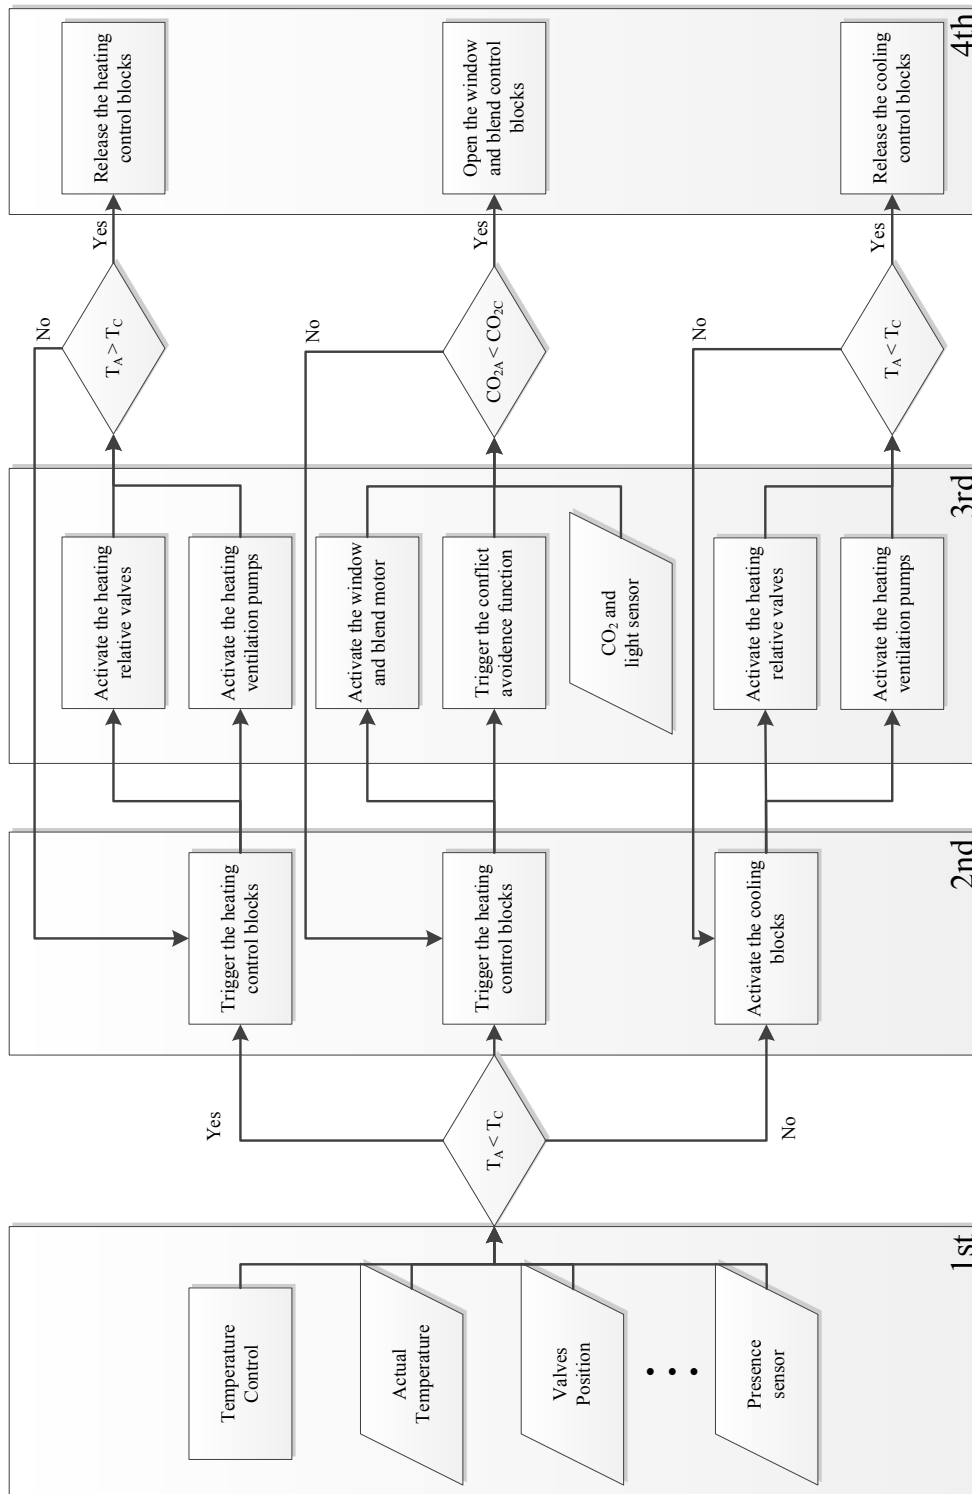 Temperature
Control
Actual
Temperature
Valves
Position
Presence
sensor
1st
T_A < T_C
Yes
No
Trigger the heating
control blocks
Trigger the heating
control blocks
Activate the cooling
blocks
2nd
Activate the heating
relative valves
Activate the heating
ventilation pumps
Activate the window
and blend motor
Trigger the conflict
avoidence function
CO₂ and
light sensor
Activate the heating
relative valves
Activate the heating
ventilation pumps
3rd
T_A > T_C
No
Yes
CO_2A < CO_2C
No
Yes
T_A < T_C
No
Yes
Release the heating
control blocks
Open the window
and blend control
blocks
Release the cooling
control blocks
4th